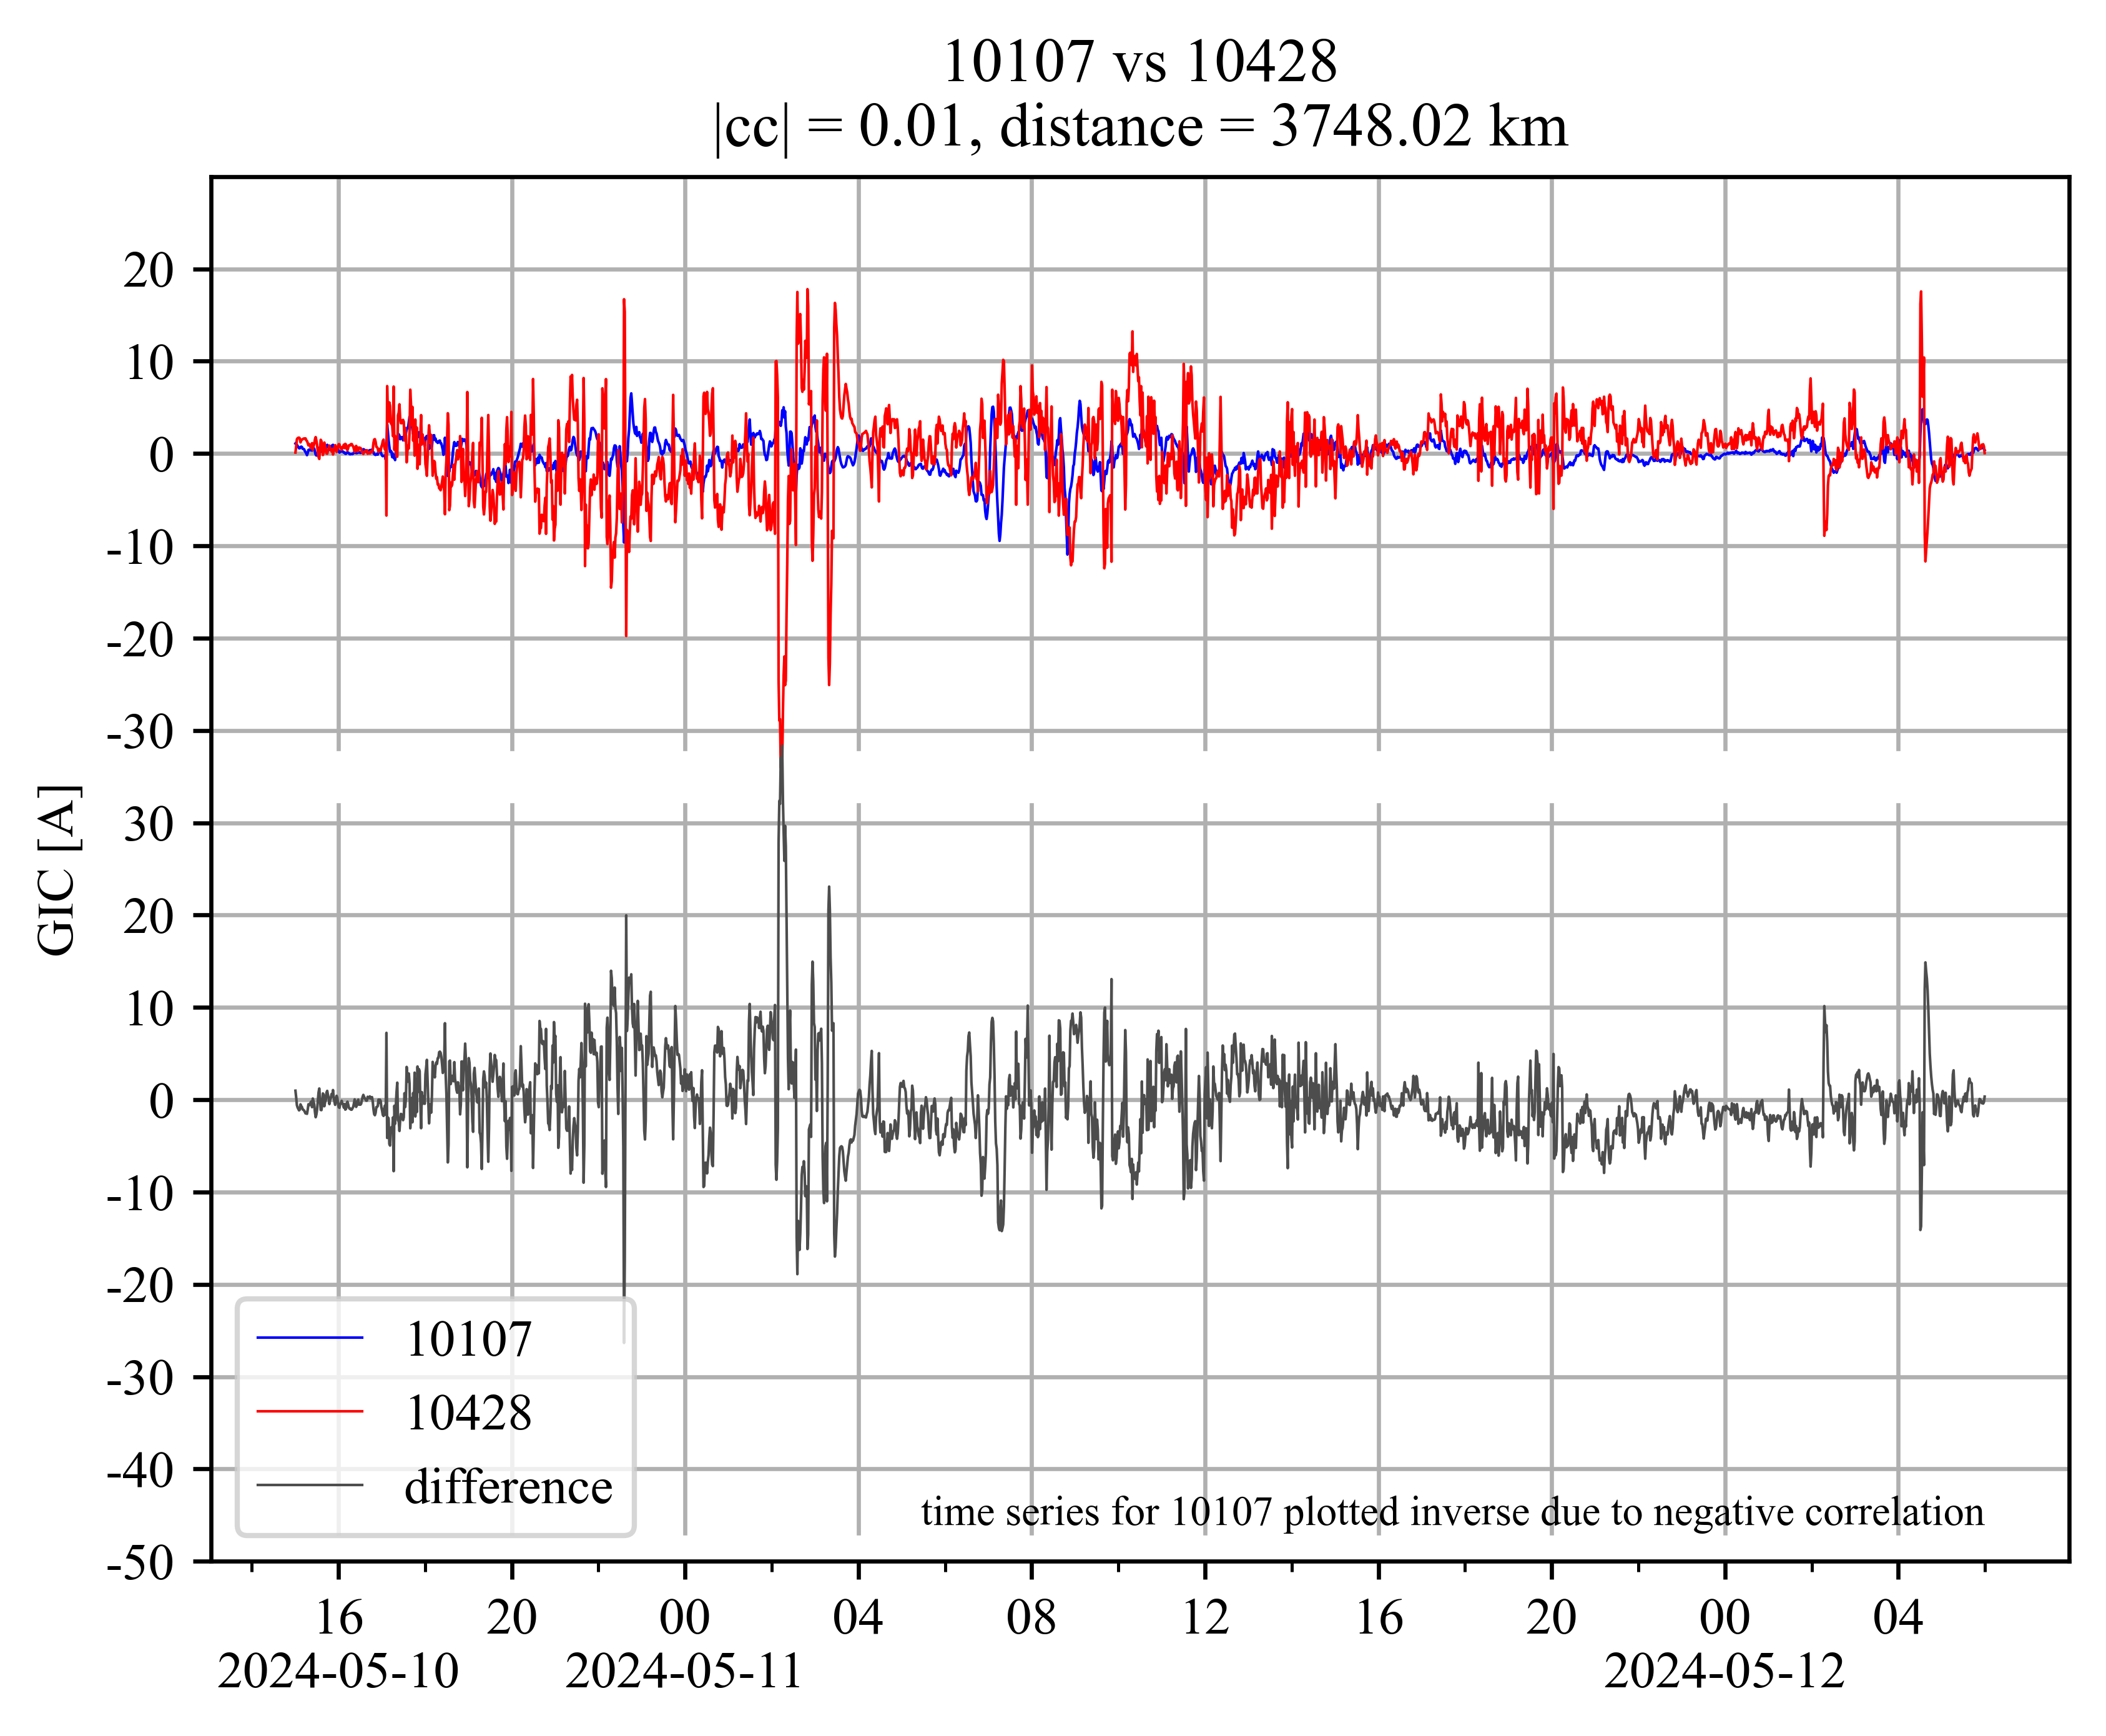 10107 vs 10428
|cc| = 0.01, distance = 3748.02 km
GIC [A]
20
10
0
-10
-20
-30
30
20
10
0
-10
-20
-30
-40
-50
10107
10428
difference
time series for 10107 plotted inverse due to negative correlation
16 20 00 04 08 12 16 20 00 04
2024-05-10 2024-05-11 2024-05-12